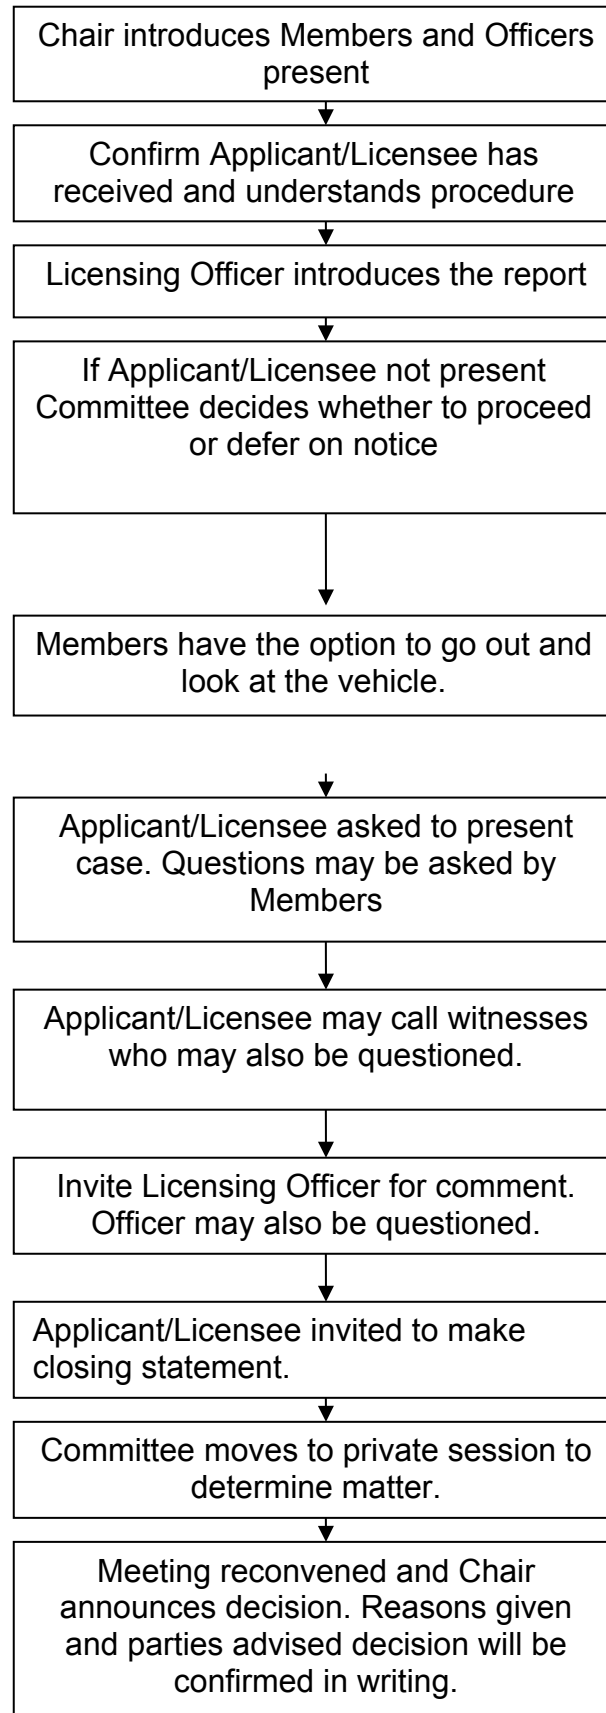 Chair introduces Members and Officers
present
Confirm Applicant/Licensee has
received and understands procedure
Licensing Officer introduces the report
If Applicant/Licensee not present
Committee decides whether to proceed
or defer on notice
Members have the option to go out and
look at the vehicle.
Applicant/Licensee asked to present
case. Questions may be asked by
Members
Applicant/Licensee may call witnesses
who may also be questioned.
Invite Licensing Officer for comment.
Officer may also be questioned.
Applicant/Licensee invited to make
closing statement.
Committee moves to private session to
determine matter.
Meeting reconvened and Chair
announces decision. Reasons given
and parties advised decision will be
confirmed in writing.